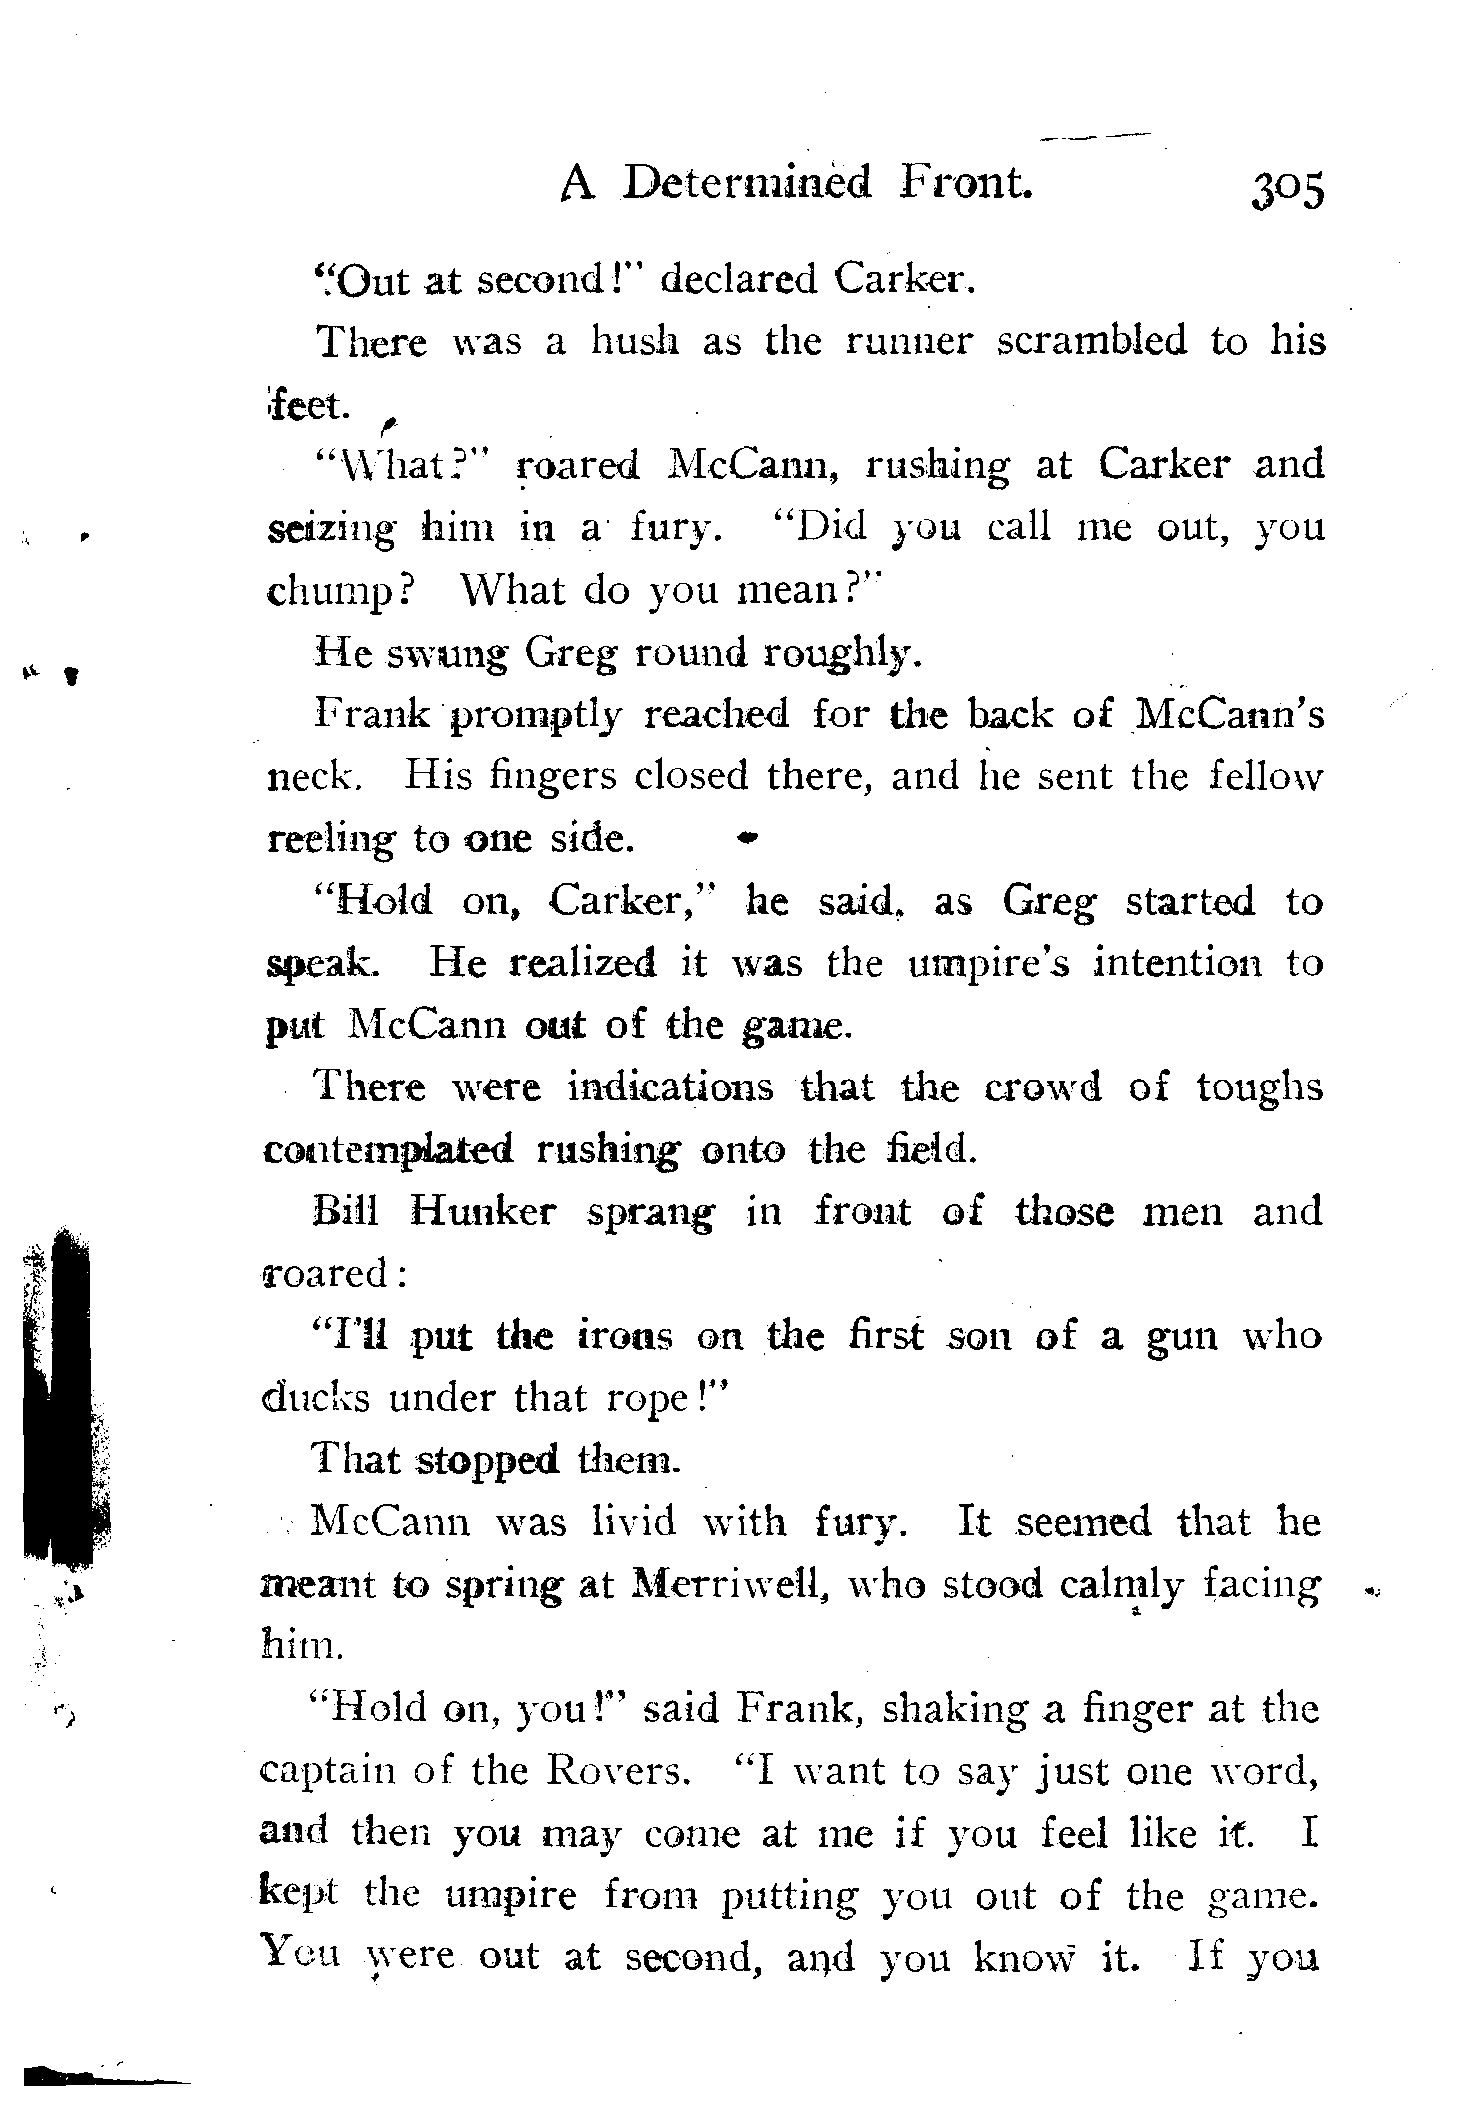 A Determined Front. 305
"Out at second!" declared Carker.
There was a hush as the runner scrambled to his
feet.
"What?" roared McCann, rushing at Carker and
seizing him in a fury. "Did you call me out, you
chump? What do you mean?"
He swung Greg round roughly.
Frank promptly reached for the back of McCann's
neck. His fingers closed there, and he sent the fellow
reeling to one side.
"Hold on, Carker," he said, as Greg started to
speak. He realized it was the umpire's intention to
put McCann out of the game.
There were indications that the crowd of toughs
contemplated rushing onto the field.
Bill Hunker sprang in front of those men and
roared:
"I'll put the irons on the first son of a gun who
ducks under that rope!"
That stopped them.
McCann was livid with fury. It seemed that he
meant to spring at Merriwell, who stood calmly facing
him.
"Hold on, you!" said Frank, shaking a finger at the
captain of the Rovers. "I want to say just one word,
and then you may come at me if you feel like it. I
kept the umpire from putting you out of the game.
You were out at second, and you know it. If you